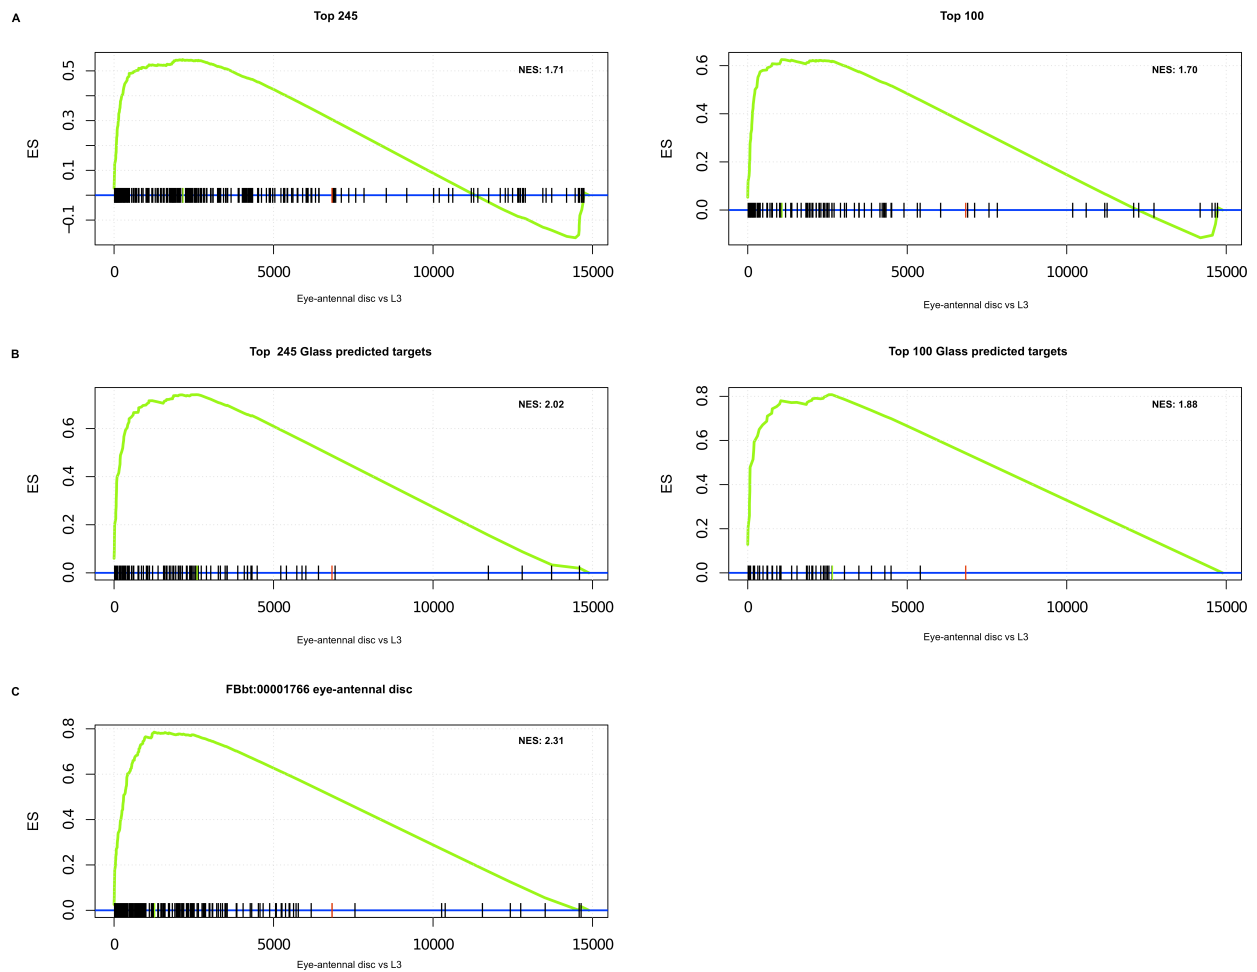 A
Top 245
NES: 1.71
ES
0.5
0.3
0.1
−0.1
0 5000 10000 15000
Eye-antennal disc vs L3
Top 100
NES: 1.70
ES
0.6
0.4
0.2
0.0
0 5000 10000 15000
Eye-antennal disc vs L3
B
Top 245 Glass predicted targets
NES: 2.02
ES
0.6
0.4
0.2
0.0
0 5000 10000 15000
Eye-antennal disc vs L3
Top 100 Glass predicted targets
NES: 1.88
ES
0.8
0.6
0.4
0.2
0.0
0 5000 10000 15000
Eye-antennal disc vs L3
C
FBbt:00001766 eye-antennal disc
NES: 2.31
ES
0.8
0.6
0.4
0.2
0.0
0 5000 10000 15000
Eye-antennal disc vs L3